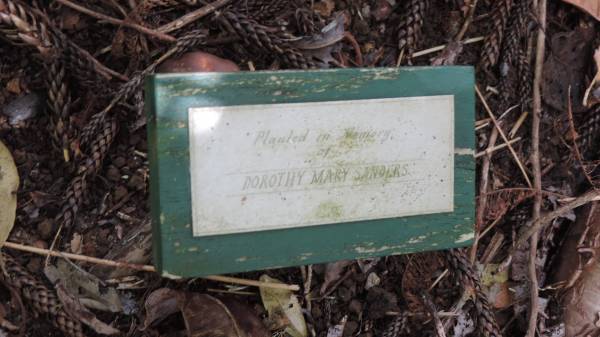 Planted in Memory,
of
DOROTHY MARY SANDERS.